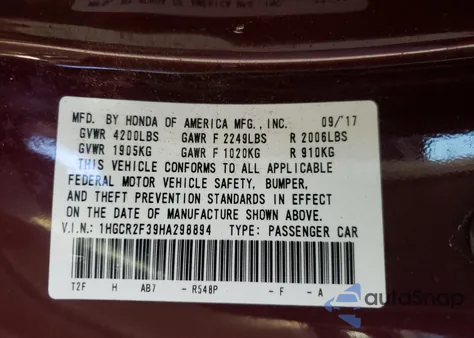 MFD. BY HONDA OF AMERICA MFG., INC. 09/'17
GVWR 4200LBS GAWR F 2249LBS R 2006LBS
GVWR 1905KG GAWR F 1020KG R 910KG
THIS VEHICLE CONFORMS TO ALL APPLICABLE
FEDERAL MOTOR VEHICLE SAFETY, BUMPER,
AND THEFT PREVENTION STANDARDS IN EFFECT
ON THE DATE OF MANUFACTURE SHOWN ABOVE.
V.I.N.: 1HGCR2F39HA298894 TYPE: PASSENGER CAR
T2F H AB7 - R548P - F - A
autoSnap